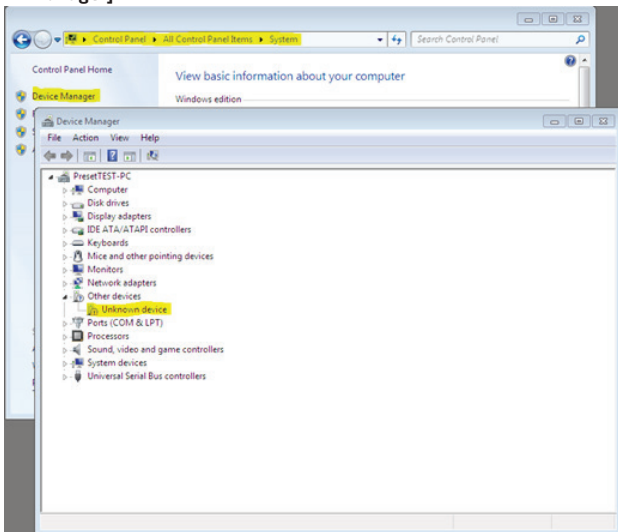 Control Panel ▸ All Control Panel Items ▸ System
Search Control Panel
Control Panel Home
View basic information about your computer
Device Manager
Windows edition
Device Manager
File Action View Help
PresetTEST-PC
Computer
Disk drives
Display adapters
IDE ATA/ATAPI controllers
Keyboards
Mice and other pointing devices
Monitors
Network adapters
Other devices
Unknown device
Ports (COM & LPT)
Processors
Sound, video and game controllers
System devices
Universal Serial Bus controllers